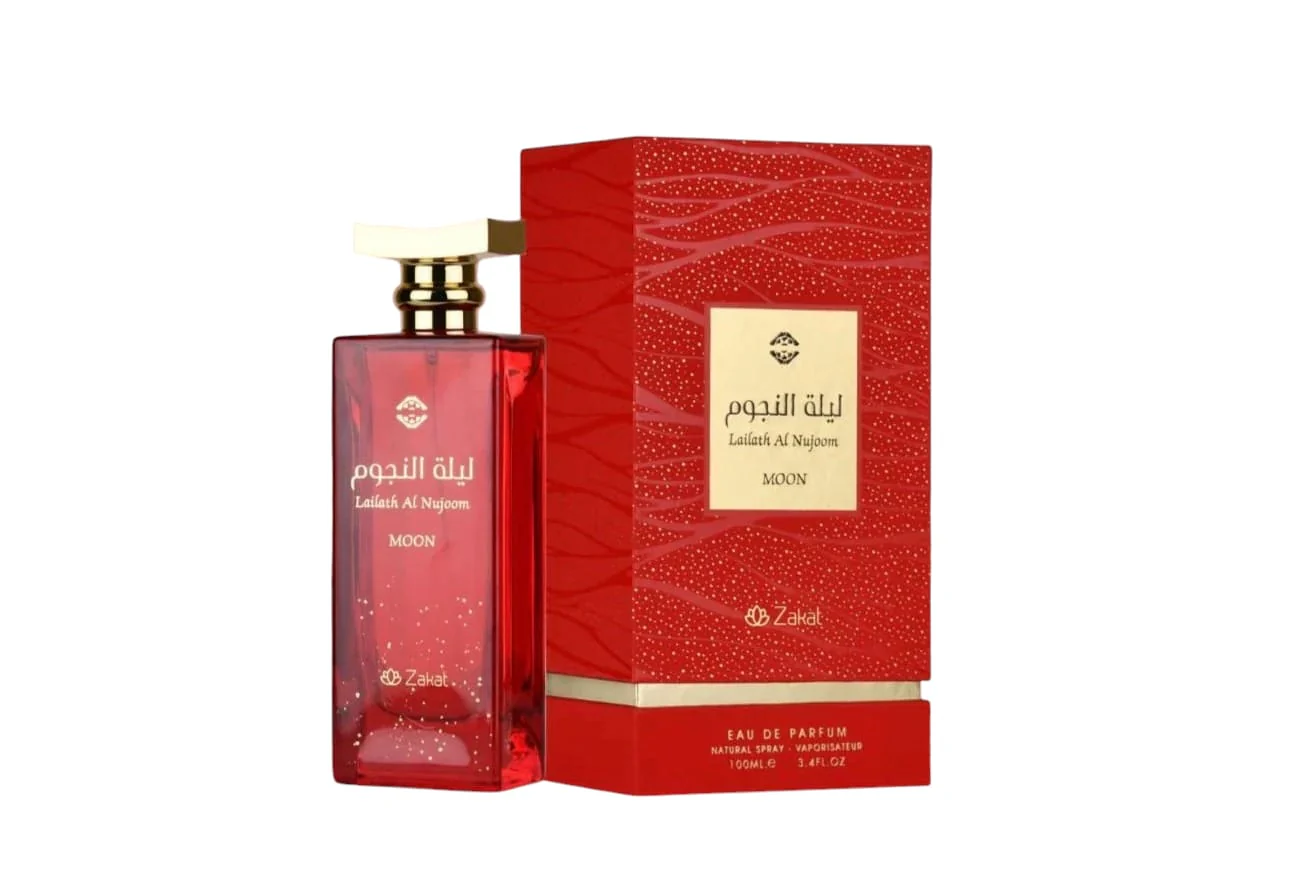 ليلة النجوم
Lailath Al Nujoom
MOON
Zakat
ليلة النجوم
Lailath Al Nujoom
MOON
Zakat
EAU DE PARFUM
NATURAL SPRAY · VAPORISATEUR
100ML.e 3.4FL.OZ